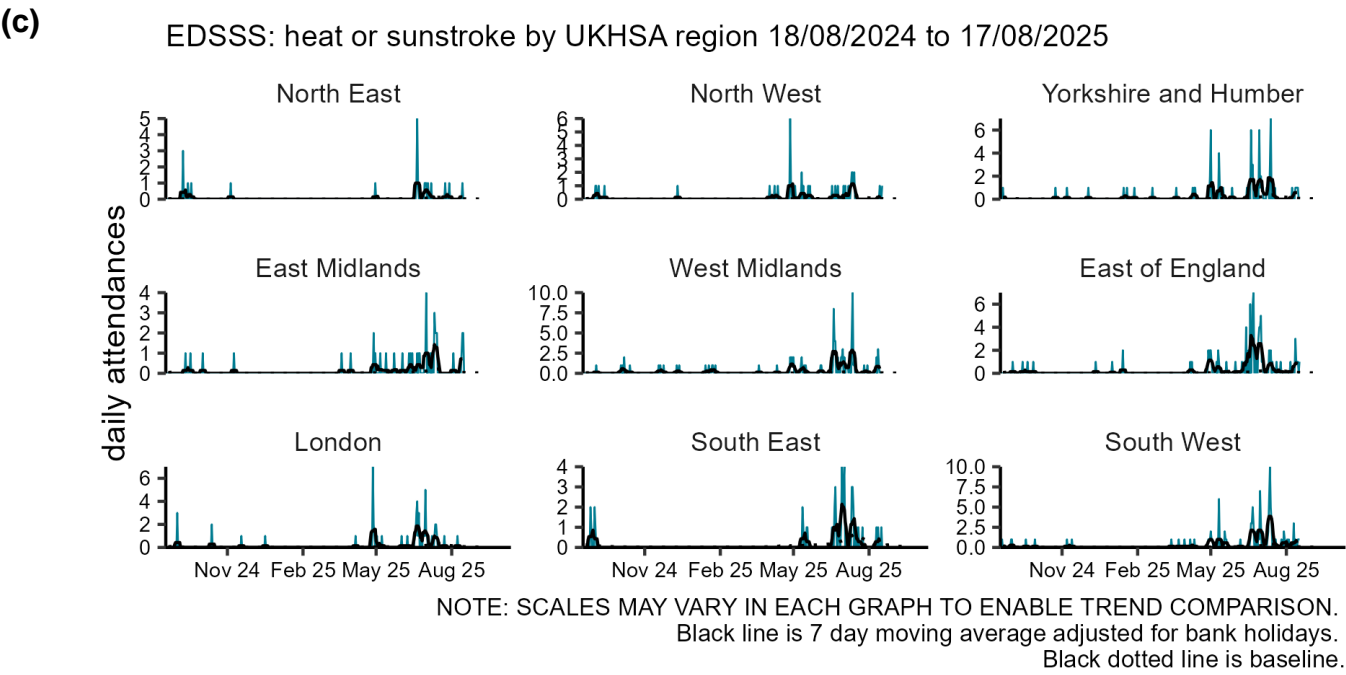 (c)
EDSSS: heat or sunstroke by UKHSA region 18/08/2024 to 17/08/2025
daily attendances
North East
5
4
3
2
1
0
North West
6
5
4
3
2
1
0
Yorkshire and Humber
6
4
2
0
East Midlands
4
3
2
1
0
West Midlands
10.0
7.5
5.0
2.5
0.0
East of England
6
4
2
0
London
6
4
2
0
Nov 24 Feb 25 May 25 Aug 25
South East
4
3
2
1
0
Nov 24 Feb 25 May 25 Aug 25
South West
10.0
7.5
5.0
2.5
0.0
Nov 24 Feb 25 May 25 Aug 25
NOTE: SCALES MAY VARY IN EACH GRAPH TO ENABLE TREND COMPARISON.
Black line is 7 day moving average adjusted for bank holidays.
Black dotted line is baseline.